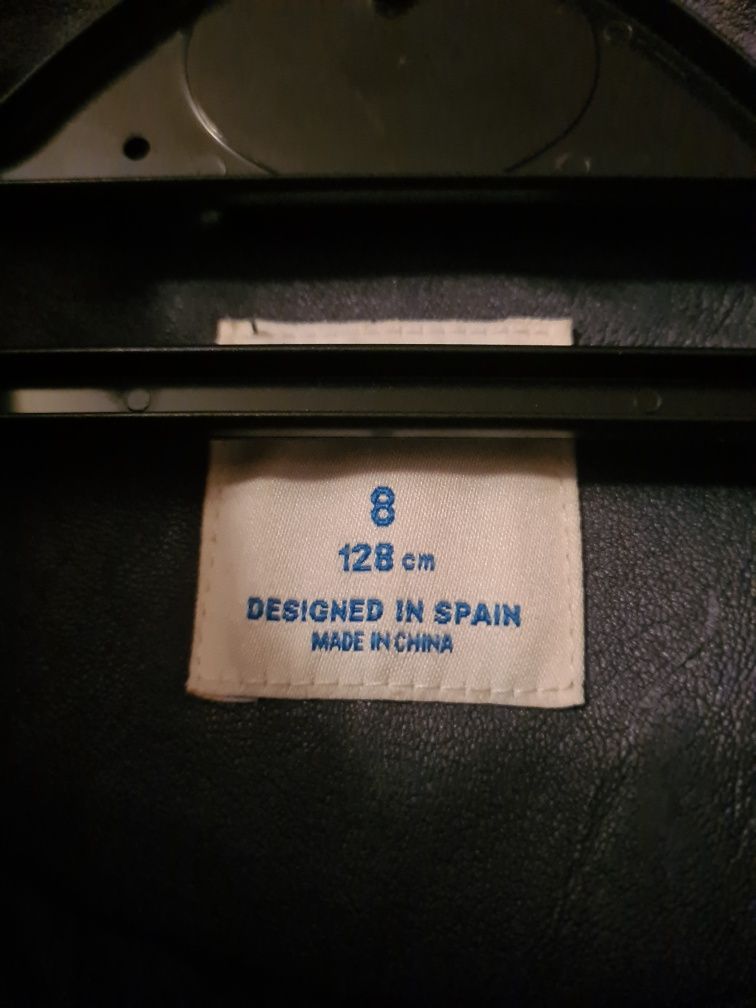 8
128 cm
DESIGNED IN SPAIN
MADE IN CHINA